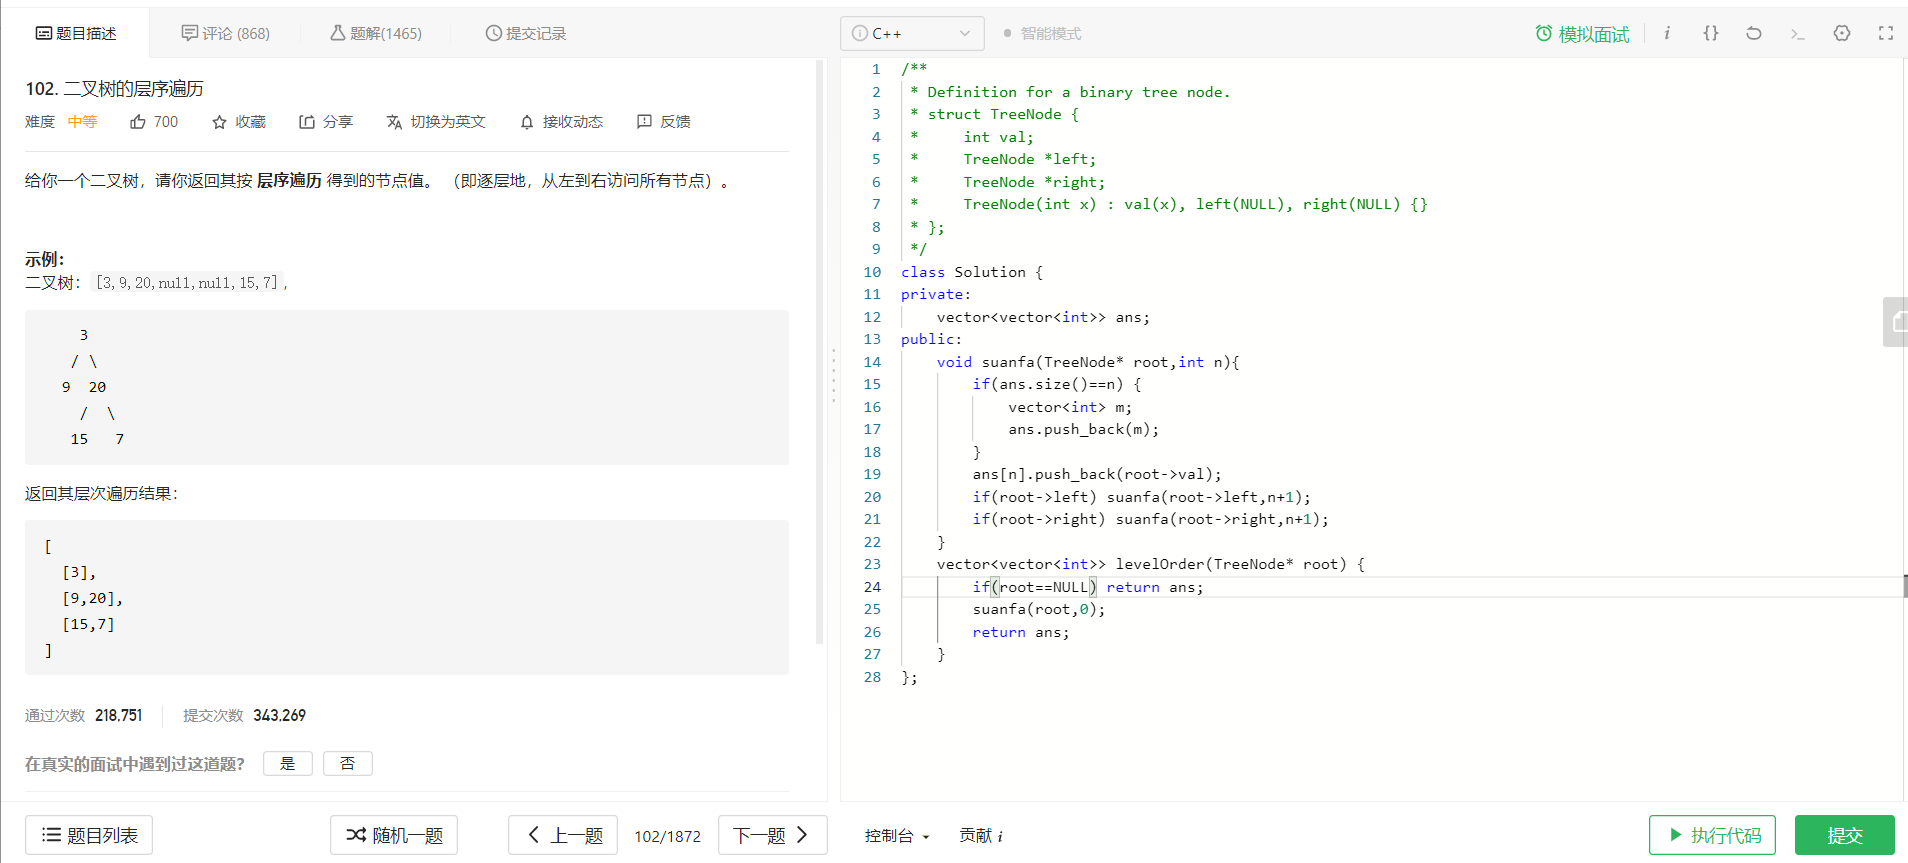 题目描述
评论 (868)
题解(1465)
提交记录
102. 二叉树的层序遍历
难度 中等 700 收藏 分享 切换为英文 接收动态 反馈
给你一个二叉树，请你返回其按 层序遍历 得到的节点值。 （即逐层地，从左到右访问所有节点）。
示例：
二叉树：[3,9,20,null,null,15,7],
    3
   / \
  9  20
    /  \
   15   7
返回其层次遍历结果：
[
  [3],
  [9,20],
  [15,7]
]
通过次数 218,751 提交次数 343,269
在真实的面试中遇到过这道题？ 是 否
题目列表 随机一题 上一题 102/1872 下一题
C++ 智能模式 模拟面试 i {}
1 /**
2  * Definition for a binary tree node.
3  * struct TreeNode {
4  *     int val;
5  *     TreeNode *left;
6  *     TreeNode *right;
7  *     TreeNode(int x) : val(x), left(NULL), right(NULL) {}
8  * };
9  */
10 class Solution {
11 private:
12     vector<vector<int>> ans;
13 public:
14     void suanfa(TreeNode* root,int n){
15         if(ans.size()==n) {
16             vector<int> m;
17             ans.push_back(m);
18         }
19         ans[n].push_back(root->val);
20         if(root->left) suanfa(root->left,n+1);
21         if(root->right) suanfa(root->right,n+1);
22     }
23     vector<vector<int>> levelOrder(TreeNode* root) {
24         if(root==NULL) return ans;
25         suanfa(root,0);
26         return ans;
27     }
28 };
控制台 贡献 i 执行代码 提交